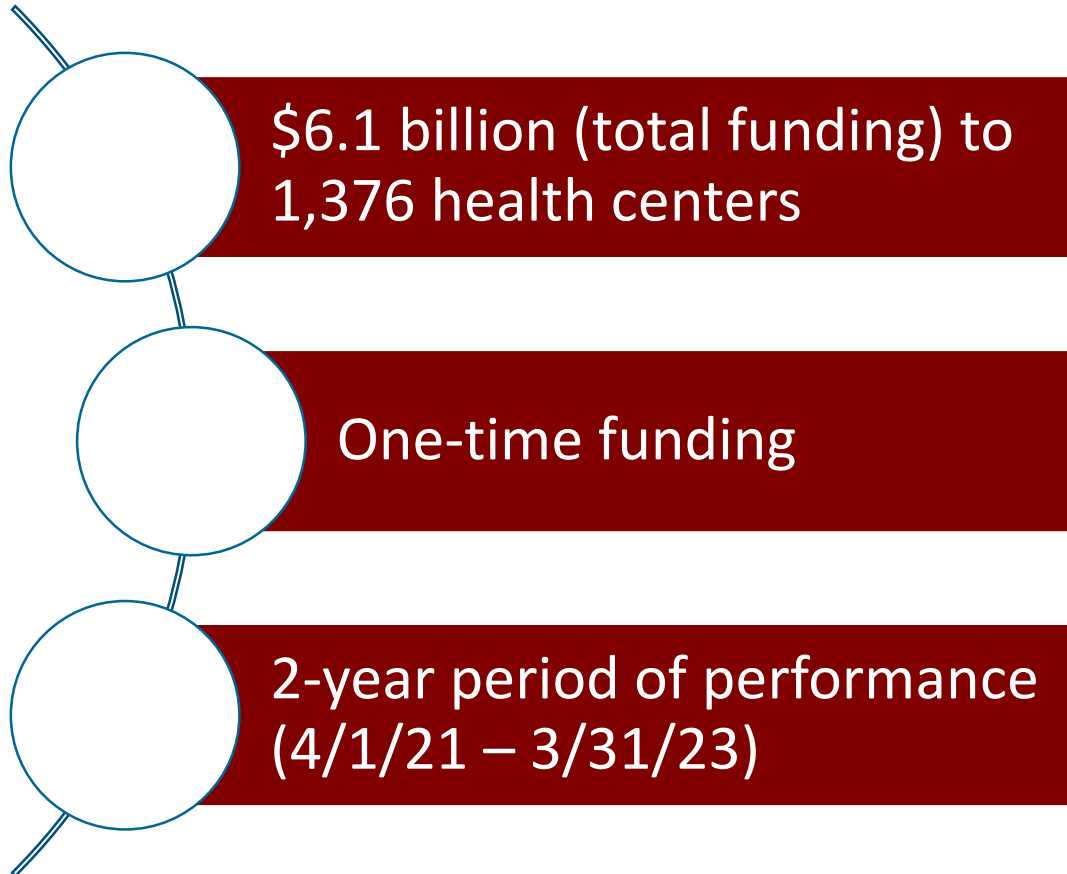 $6.1 billion (total funding) to
1,376 health centers
One-time funding
2-year period of performance
(4/1/21 – 3/31/23)